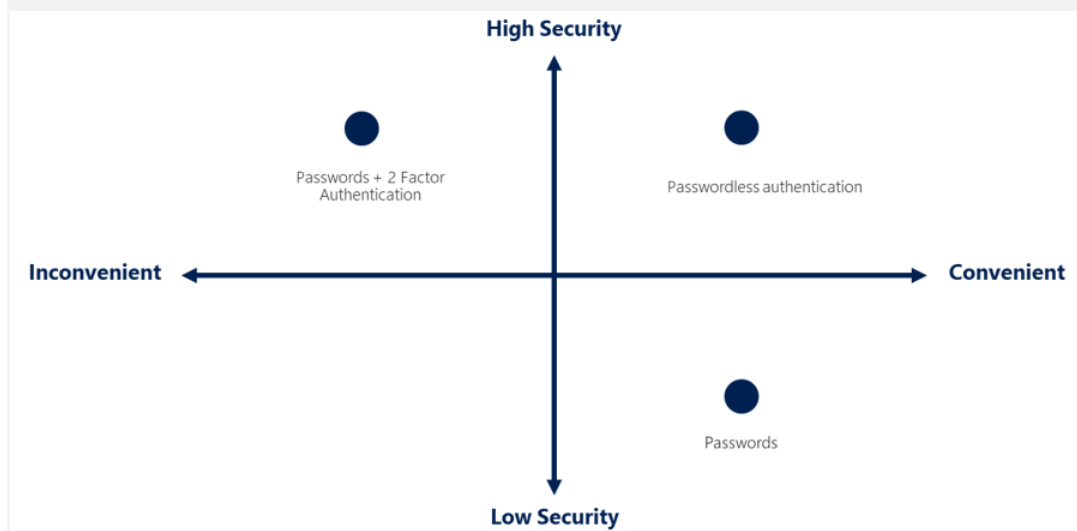 High Security
Passwords + 2 Factor
Authentication
Passwordless authentication
Inconvenient
Convenient
Passwords
Low Security